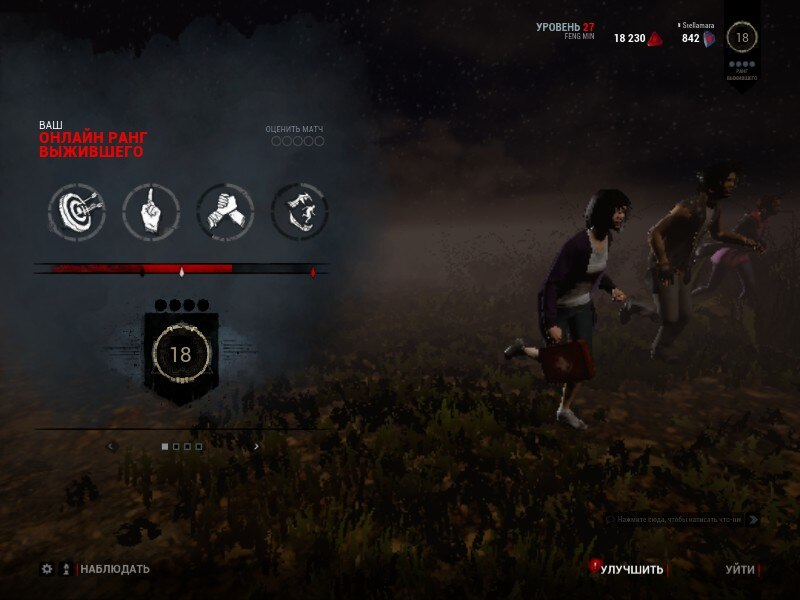 УРОВЕНЬ 27
FENG MIN
18 230
Stellamara
842
18
РАНГ
ВЫЖИВШЕГО
ВАШ
ОНЛАЙН РАНГ
ВЫЖИВШЕГО
ОЦЕНИТЬ МАТЧ
18
Нажмите сюда, чтобы написать что-ни
НАБЛЮДАТЬ
УЛУЧШИТЬ
УЙТИ